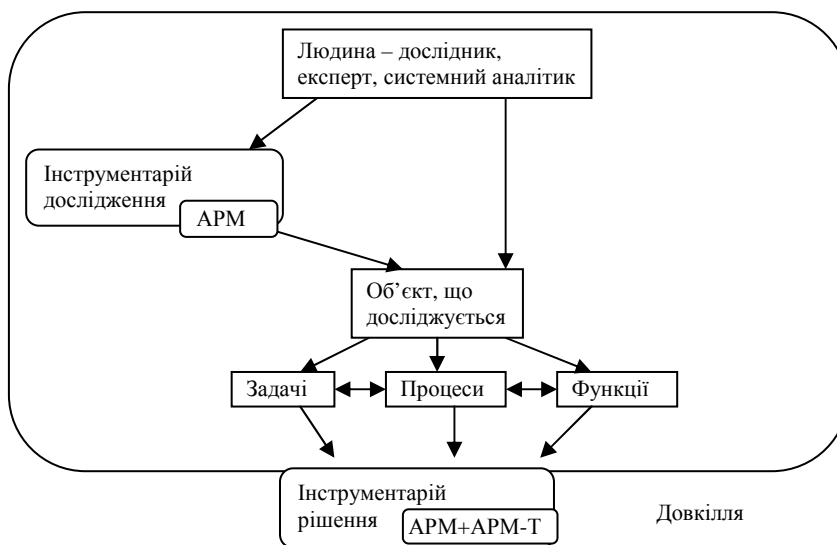 Людина – дослідник,
експерт, системний аналітик
Інструментарій
дослідження
АРМ
Об’єкт, що
досліджується
Задачі
Процеси
Функції
Інструментарій
рішення
АРМ+АРМ-Т
Довкілля